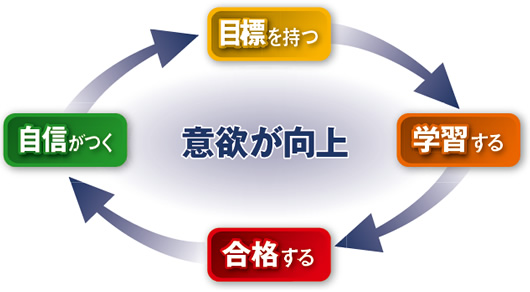 目標を持つ
学習する
合格する
自信がつく
意欲が向上